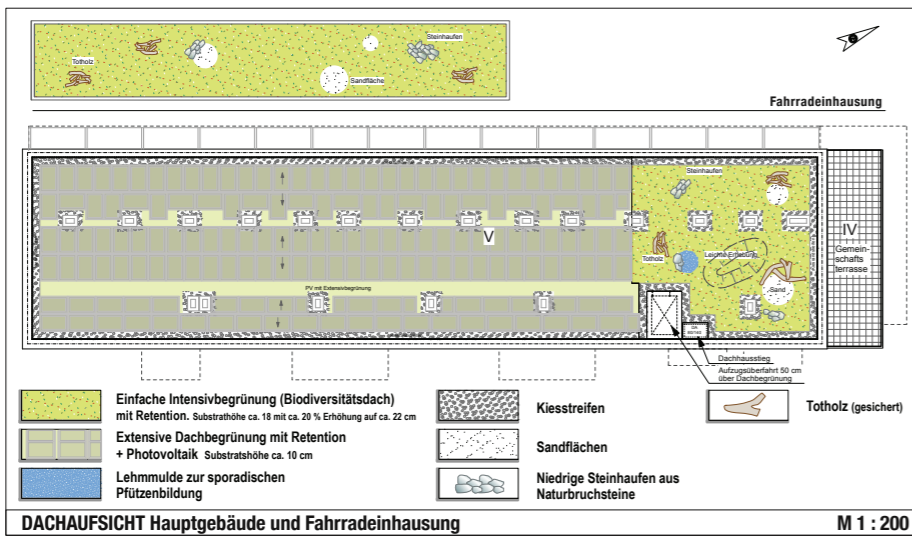 Steinhaufen
Totholz
Sandfläche
Fahrradeinhausung
Steinhaufen
V
IV
Gemein-
schafts
terrasse
Totholz
Leichte Erhebung
Sand
PV mit Extensivbegrünung
DA
Dachhausstieg
Aufzugsüberfahrt 50 cm
über Dachbegrünung
Einfache Intensivbegrünung (Biodiversitätsdach)
mit Retention. Substrathöhe ca. 18 mit ca. 20 % Erhöhung auf ca. 22 cm
Extensive Dachbegrünung mit Retention
+ Photovoltaik Substratshöhe ca. 10 cm
Lehmmulde zur sporadischen
Pfützenbildung
Kiesstreifen
Sandflächen
Niedrige Steinhaufen aus
Naturbruchsteine
Totholz (gesichert)
DACHAUFSICHT Hauptgebäude und Fahrradeinhausung
M 1 : 200